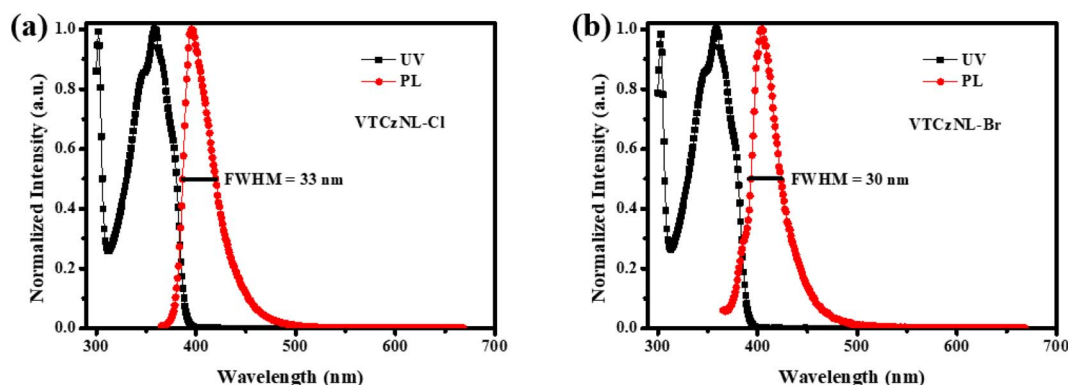 (a)
1.0
0.8
0.6
0.4
0.2
0.0
Normalized Intensity (a.u.)
UV
PL
VTCzNL-Cl
FWHM = 33 nm
300 400 500 600 700
Wavelength (nm)
(b)
1.0
0.8
0.6
0.4
0.2
0.0
Normalized Intensity (a.u.)
UV
PL
VTCzNL-Br
FWHM = 30 nm
300 400 500 600 700
Wavelength (nm)